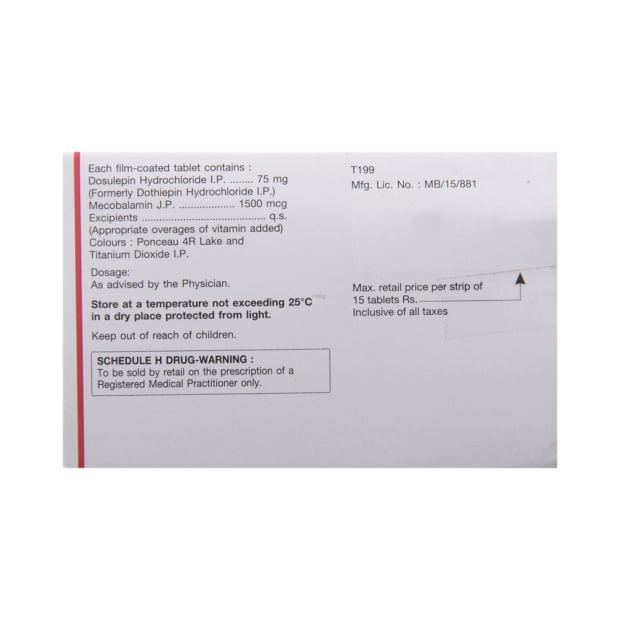 Each film-coated tablet contains :
Dosulepin Hydrochloride I.P. ........ 75 mg
(Formerly Dothiepin Hydrochloride I.P.)
Mecobalamin J.P. ................... 1500 mcg
Excipients .......................................... q.s.
(Appropriate overages of vitamin added)
Colours : Ponceau 4R Lake and
Titanium Dioxide I.P.
Dosage:
As advised by the Physician.
Store at a temperature not exceeding 25°C
in a dry place protected from light.
Keep out of reach of children.
SCHEDULE H DRUG-WARNING :
To be sold by retail on the prescription of a
Registered Medical Practitioner only.
T199
Mfg. Lic. No. : MB/15/881
Max. retail price per strip of
15 tablets Rs.
Inclusive of all taxes